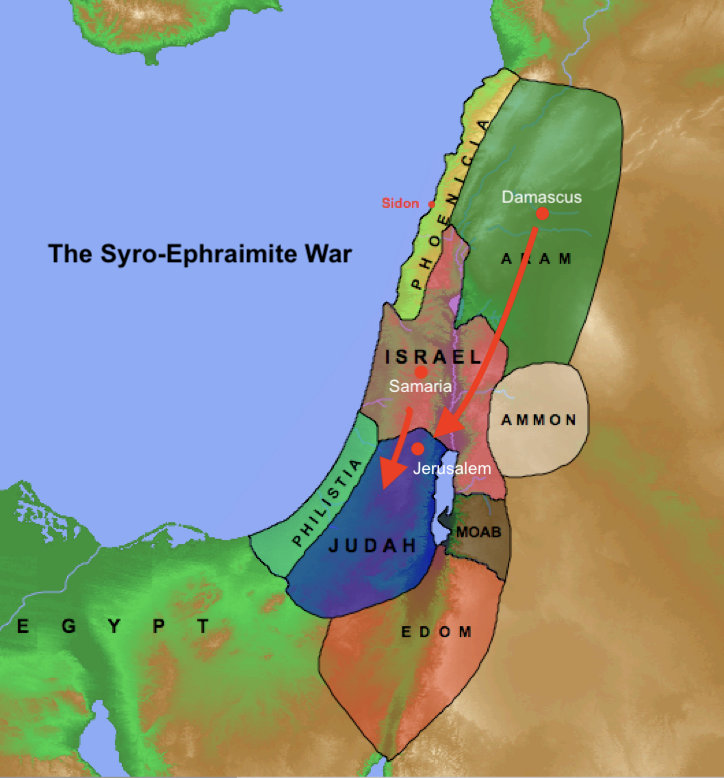 PHOENICIA
Damascus
Sidon
The Syro-Ephraimite War
ARAM
ISRAEL
Samaria
AMMON
Jerusalem
PHILISTIA
MOAB
JUDAH
EGYPT
EDOM